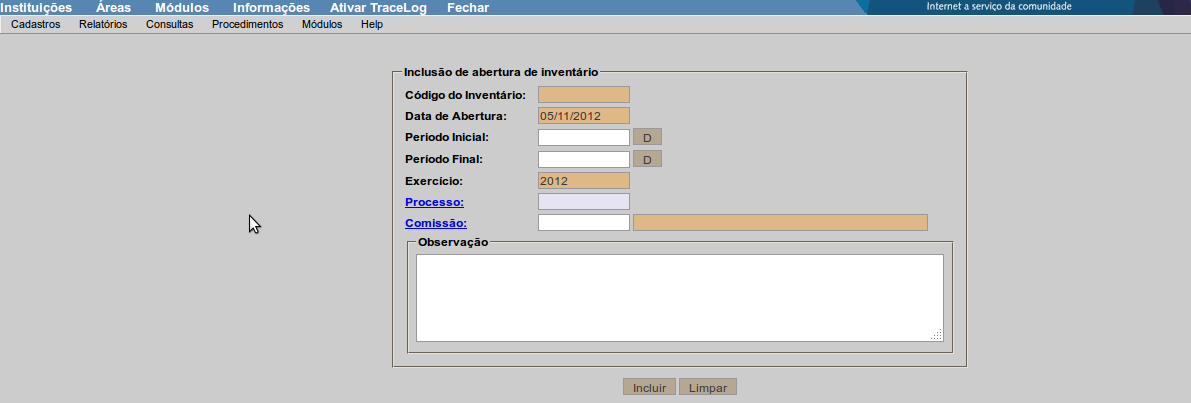 Instituições Áreas Módulos Informações Ativar TraceLog Fechar Internet a serviço da comunidade
Cadastros Relatórios Consultas Procedimentos Módulos Help
Inclusão de abertura de inventário
Código do Inventário:
Data de Abertura: 05/11/2012
Periodo Inicial: D
Período Final: D
Exercício: 2012
Processo:
Comissão:
Observação
Incluir Limpar